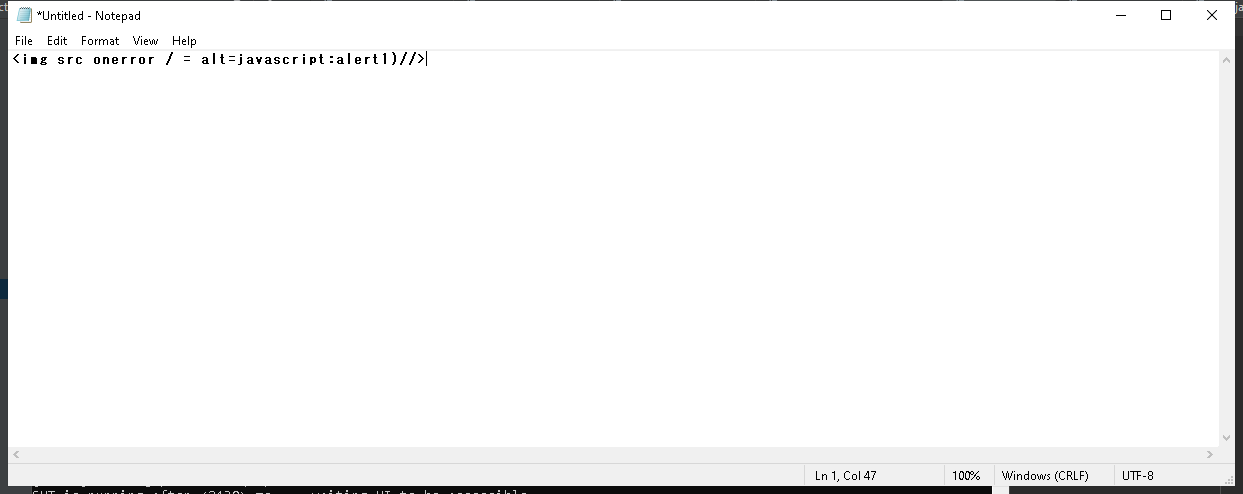 *Untitled - Notepad
File Edit Format View Help
<img src onerror / = alt=javascript:alert1)//>
Ln 1, Col 47 100% Windows (CRLF) UTF-8